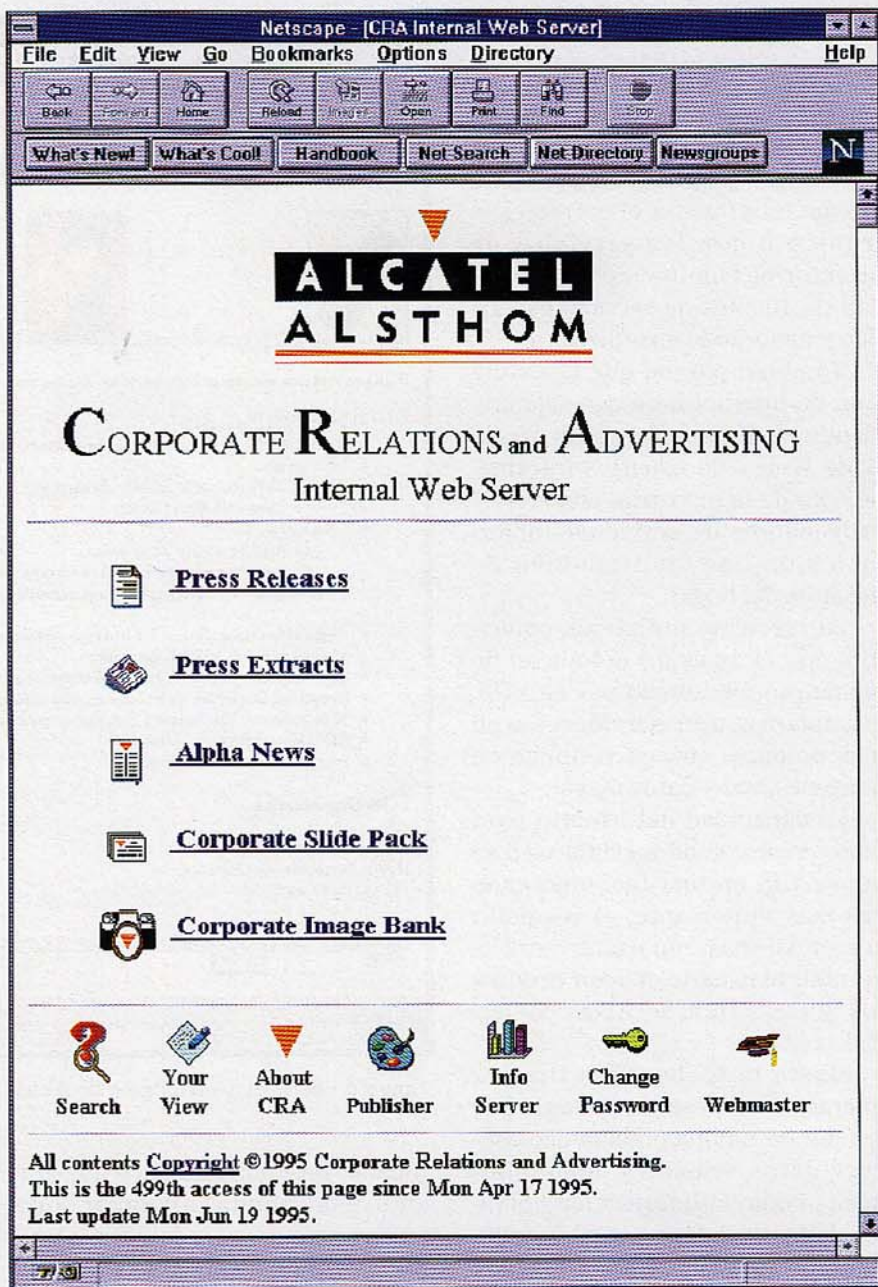 Netscape - [CRA Internal Web Server]
File Edit View Go Bookmarks Options Directory Help
Back Forward Home Reload Images Open Print Find Stop
What's New! What's Cool! Handbook Net Search Net Directory Newsgroups
N
ALCATEL
ALSTHOM
CORPORATE RELATIONS and ADVERTISING
Internal Web Server
Press Releases
Press Extracts
Alpha News
Corporate Slide Pack
Corporate Image Bank
Search
Your View
About CRA
Publisher
Info Server
Change Password
Webmaster
All contents Copyright ©1995 Corporate Relations and Advertising.
This is the 499th access of this page since Mon Apr 17 1995.
Last update Mon Jun 19 1995.